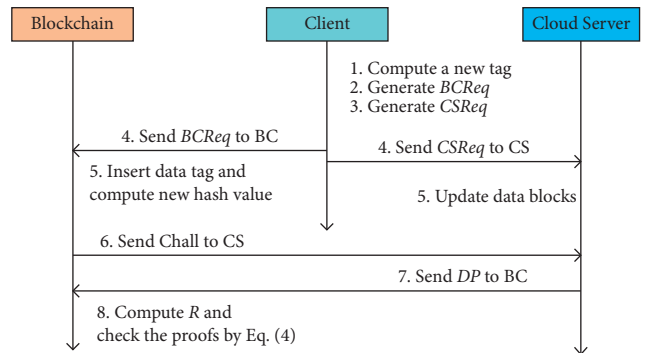 Blockchain
Client
Cloud Server
1. Compute a new tag
2. Generate BCReq
3. Generate CSReq
4. Send BCReq to BC
4. Send CSReq to CS
5. Insert data tag and
compute new hash value
5. Update data blocks
6. Send Chall to CS
7. Send DP to BC
8. Compute R and
check the proofs by Eq. (4)